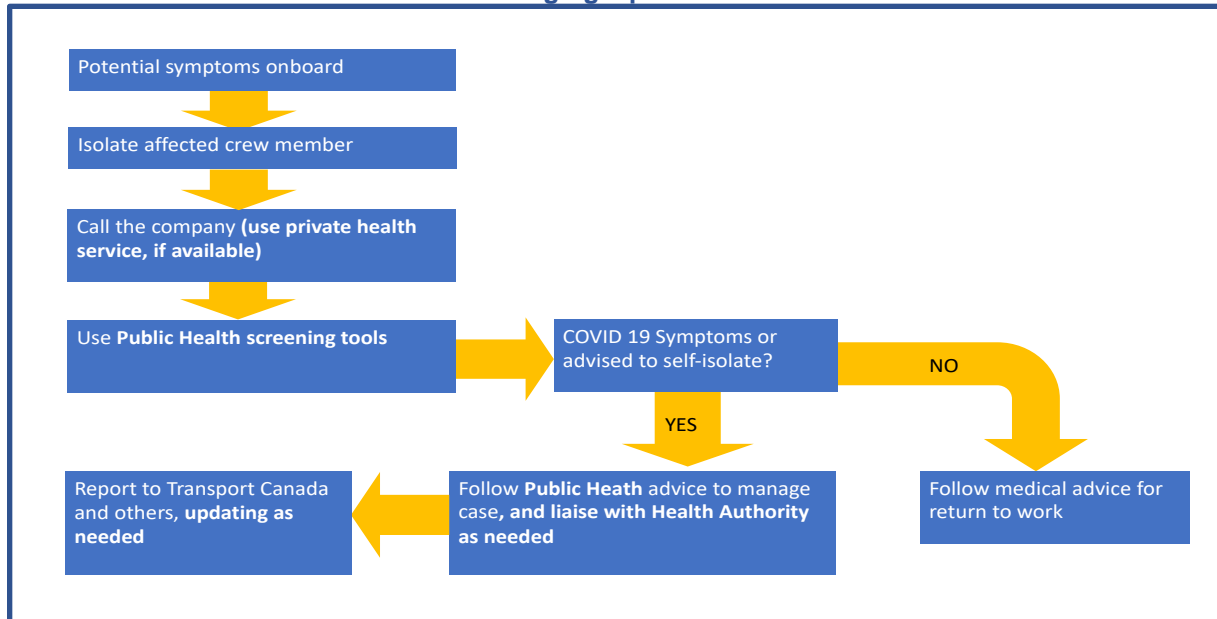 Potential symptoms onboard
Isolate affected crew member
Call the company (use private health
service, if available)
Use Public Health screening tools
COVID 19 Symptoms or
advised to self-isolate?
NO
YES
Report to Transport Canada
and others, updating as
needed
Follow Public Heath advice to manage
case, and liaise with Health Authority
as needed
Follow medical advice for
return to work